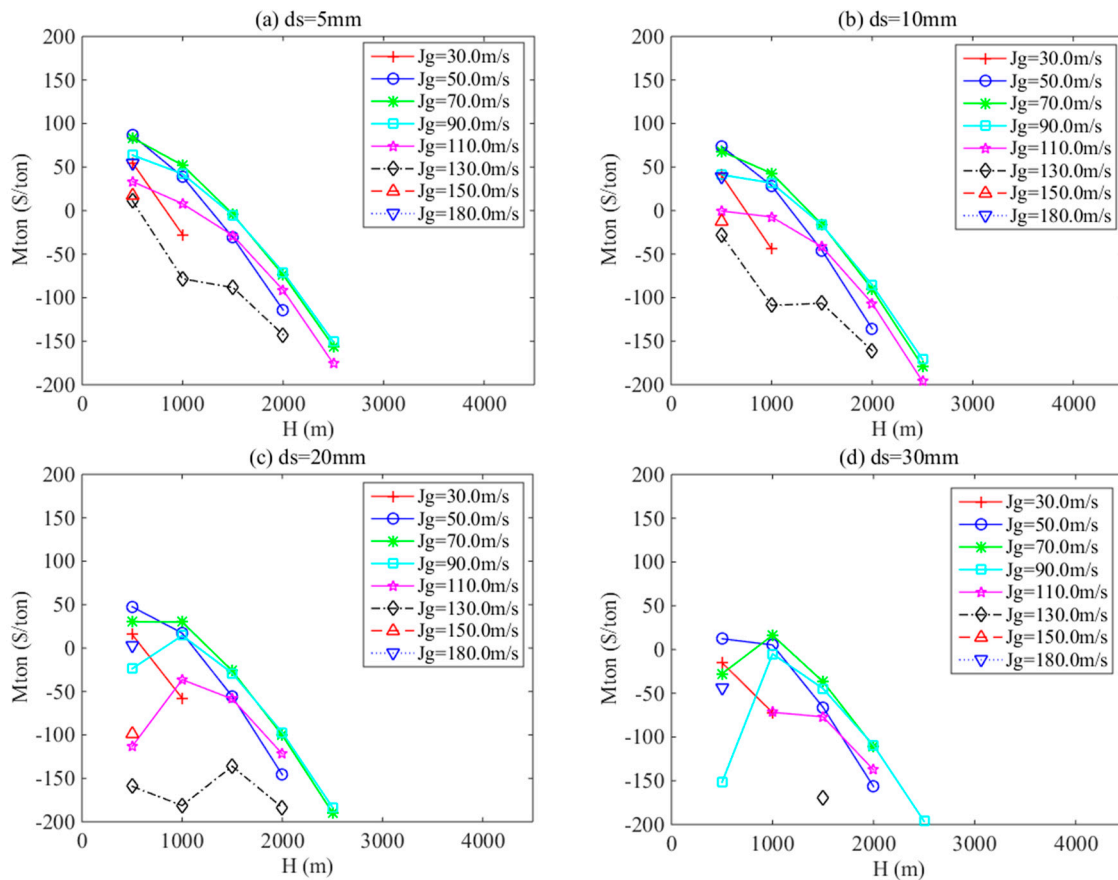 (a) ds=5mm
200
150
100
50
0
-50
-100
-150
-200
Mton ($/ton)
0 1000 2000 3000 4000
H (m)
Jg=30.0m/s
Jg=50.0m/s
Jg=70.0m/s
Jg=90.0m/s
Jg=110.0m/s
Jg=130.0m/s
Jg=150.0m/s
Jg=180.0m/s
(b) ds=10mm
200
150
100
50
0
-50
-100
-150
-200
Mton ($/ton)
0 1000 2000 3000 4000
H (m)
Jg=30.0m/s
Jg=50.0m/s
Jg=70.0m/s
Jg=90.0m/s
Jg=110.0m/s
Jg=130.0m/s
Jg=150.0m/s
Jg=180.0m/s
(c) ds=20mm
200
150
100
50
0
-50
-100
-150
-200
Mton ($/ton)
0 1000 2000 3000 4000
H (m)
Jg=30.0m/s
Jg=50.0m/s
Jg=70.0m/s
Jg=90.0m/s
Jg=110.0m/s
Jg=130.0m/s
Jg=150.0m/s
Jg=180.0m/s
(d) ds=30mm
200
150
100
50
0
-50
-100
-150
-200
Mton ($/ton)
0 1000 2000 3000 4000
H (m)
Jg=30.0m/s
Jg=50.0m/s
Jg=70.0m/s
Jg=90.0m/s
Jg=110.0m/s
Jg=130.0m/s
Jg=150.0m/s
Jg=180.0m/s